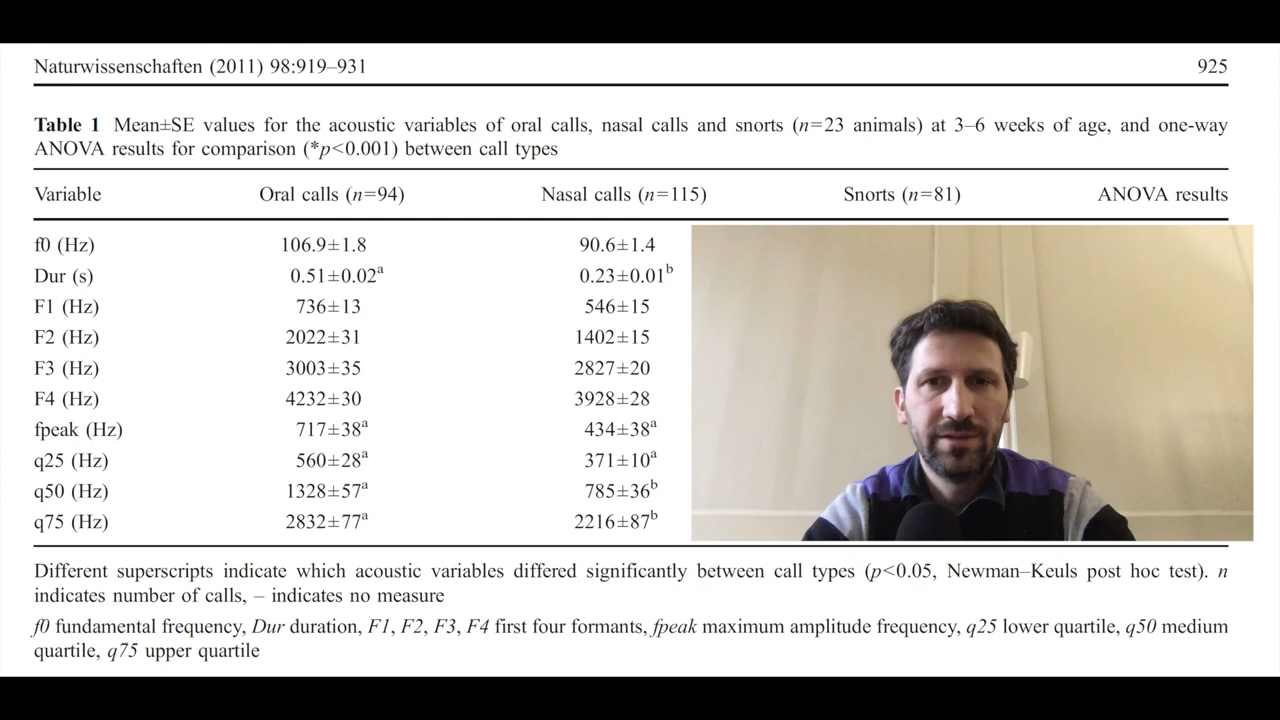 Naturwissenschaften (2011) 98:919–931 925
Table 1 Mean±SE values for the acoustic variables of oral calls, nasal calls and snorts (n=23 animals) at 3–6 weeks of age, and one-way
ANOVA results for comparison (*p<0.001) between call types
Variable Oral calls (n=94) Nasal calls (n=115) Snorts (n=81) ANOVA results
f0 (Hz) 106.9±1.8 90.6±1.4
Dur (s) 0.51±0.02a 0.23±0.01b
F1 (Hz) 736±13 546±15
F2 (Hz) 2022±31 1402±15
F3 (Hz) 3003±35 2827±20
F4 (Hz) 4232±30 3928±28
fpeak (Hz) 717±38a 434±38a
q25 (Hz) 560±28a 371±10a
q50 (Hz) 1328±57a 785±36b
q75 (Hz) 2832±77a 2216±87b
Different superscripts indicate which acoustic variables differed significantly between call types (p<0.05, Newman–Keuls post hoc test). n
indicates number of calls, – indicates no measure
f0 fundamental frequency, Dur duration, F1, F2, F3, F4 first four formants, fpeak maximum amplitude frequency, q25 lower quartile, q50 medium
quartile, q75 upper quartile